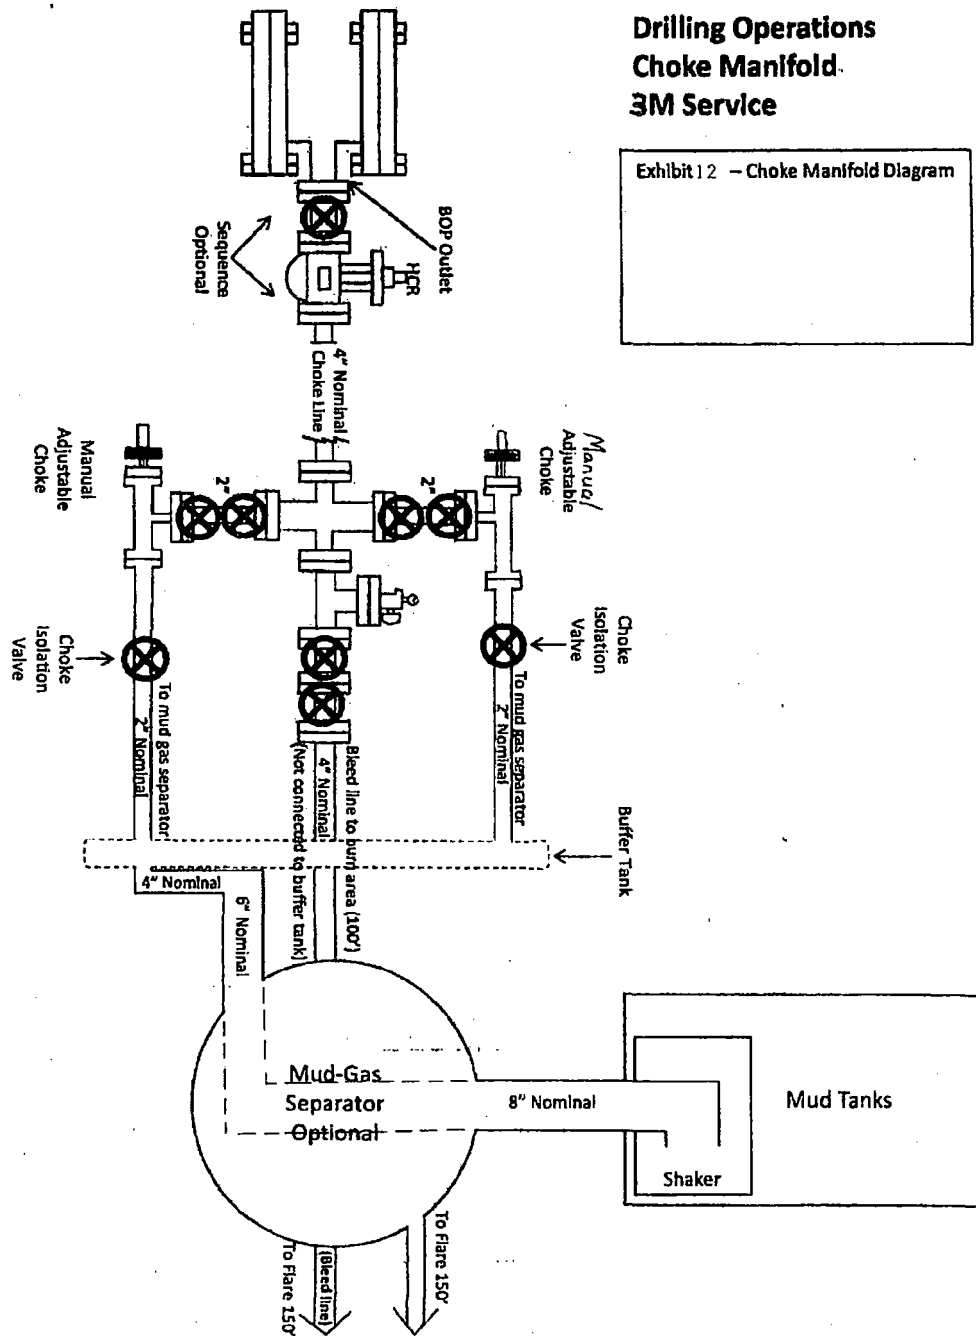 Drilling Operations
Choke Manifold
3M Service
Exhibit 12 – Choke Manifold Diagram
BOP Outlet
HCR
Sequence
Optional
4" Nominal
Choke Line
Manual
Adjustable
Choke
2"
2"
Manual
Adjustable
Choke
Choke
Isolation
Valve
Choke
Isolation
Valve
To mud gas separator
2" Nominal
Bleed line to burn area (100')
4" Nominal
(Not connected to buffer tank)
To mud gas separator
2" Nominal
Buffer Tank
4" Nominal
6" Nominal
Mud-Gas
Separator
Optional
8" Nominal
Mud Tanks
Shaker
To Flare 150'
(Bleed line)
To Flare 150'